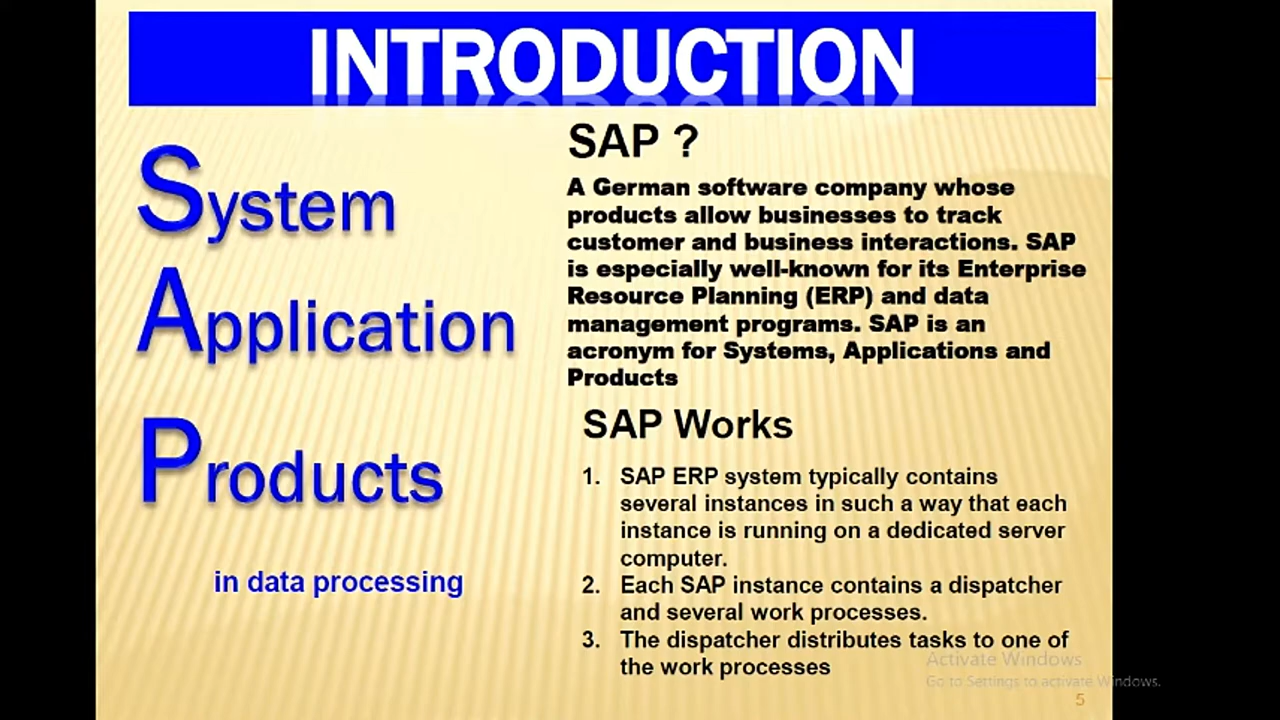 INTRODUCTION
System
Application
Products
in data processing
SAP ?
A German software company whose
products allow businesses to track
customer and business interactions. SAP
is especially well-known for its Enterprise
Resource Planning (ERP) and data
management programs. SAP is an
acronym for Systems, Applications and
Products
SAP Works
1. SAP ERP system typically contains
several instances in such a way that each
instance is running on a dedicated server
computer.
2. Each SAP instance contains a dispatcher
and several work processes.
3. The dispatcher distributes tasks to one of
the work processes
Activate Windows
Go to Settings to activate Windows.
5